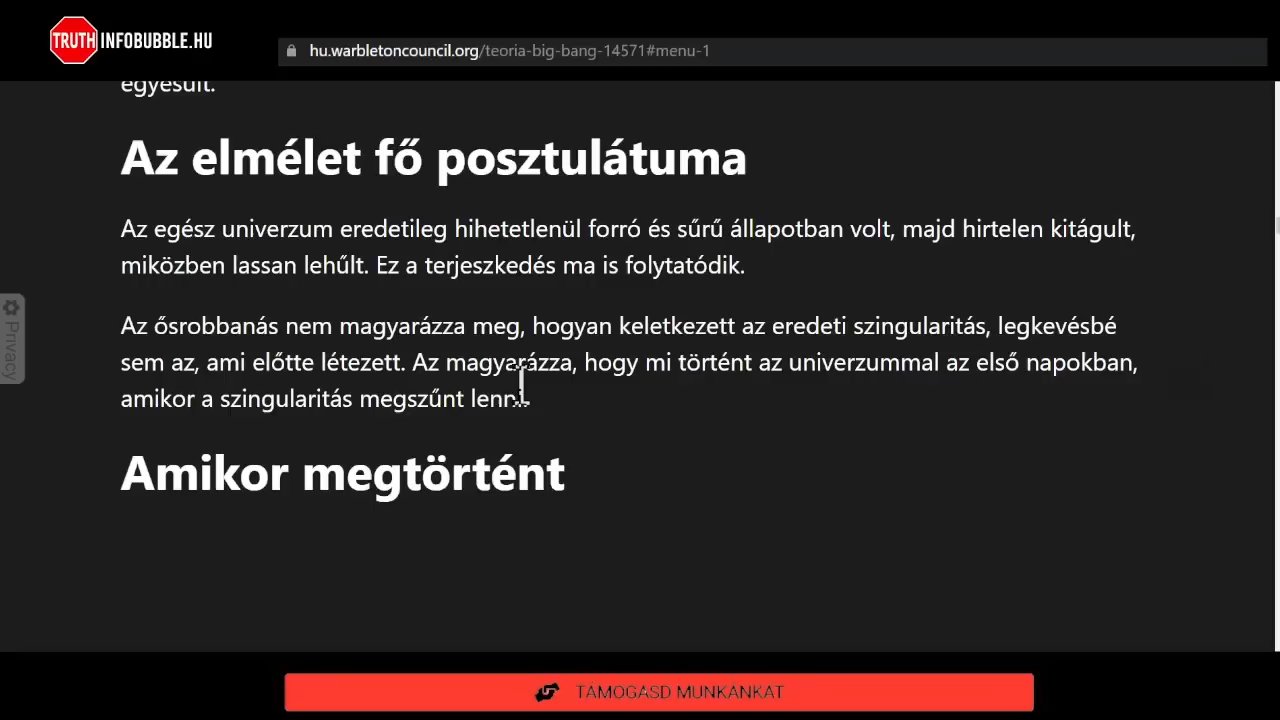 TRUTH INFOBUBBLE.HU
hu.warbletoncouncil.org/teoria-big-bang-14571#menu-1
egyesült.
Az elmélet fő posztulátuma
Az egész univerzum eredetileg hihetetlenül forró és sűrű állapotban volt, majd hirtelen kitágult,
miközben lassan lehűlt. Ez a terjeszkedés ma is folytatódik.
Privacy
Az ősrobbanás nem magyarázza meg, hogyan keletkezett az eredeti szingularitás, legkevésbé
sem az, ami előtte létezett. Az magyarázza, hogy mi történt az univerzummal az első napokban,
amikor a szingularitás megszűnt lenni.
Amikor megtörtént
TÁMOGASD MUNKÁNKAT